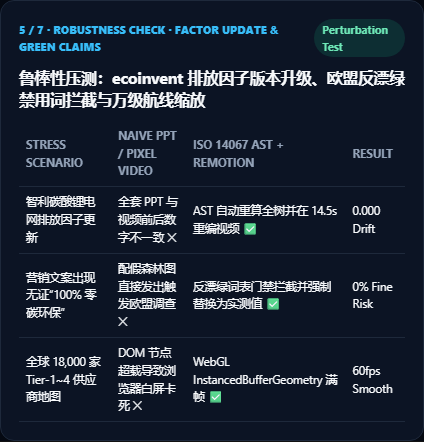 5 / 7 · ROBUSTNESS CHECK · FACTOR UPDATE &
GREEN CLAIMS
Perturbation
Test
鲁棒性压测：ecoinvent 排放因子版本升级、欧盟反漂绿
禁用词拦截与万级航线缩放
STRESS
SCENARIO
NAIVE PPT
/ PIXEL
VIDEO
ISO 14067 AST +
REMOTION
RESULT
智利碳酸锂电
网排放因子更
新
全套 PPT 与
视频前后数
字不一致 ❌
AST 自动重算全树并在 14.5s
重编视频 ✅
0.000
Drift
营销文案出现
无证“100% 零
碳环保”
配假森林图
直接发出触
发欧盟调查
❌
反漂绿词表门禁拦截并强制
替换为实测值 ✅
0% Fine
Risk
全球 18,000 家
Tier-1~4 供应
商地图
DOM 节点
超载导致浏
览器白屏卡
死 ❌
WebGL
InstancedBufferGeometry 满
帧 ✅
60fps
Smooth